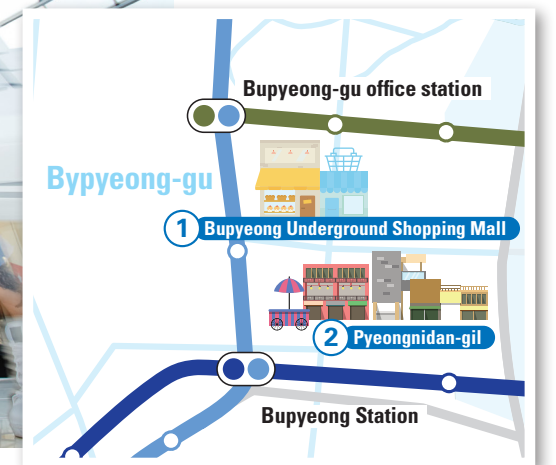 Bupyeong-gu office station
Bypyeong-gu
1 Bupyeong Underground Shopping Mall
2 Pyeongnidan-gil
Bupyeong Station